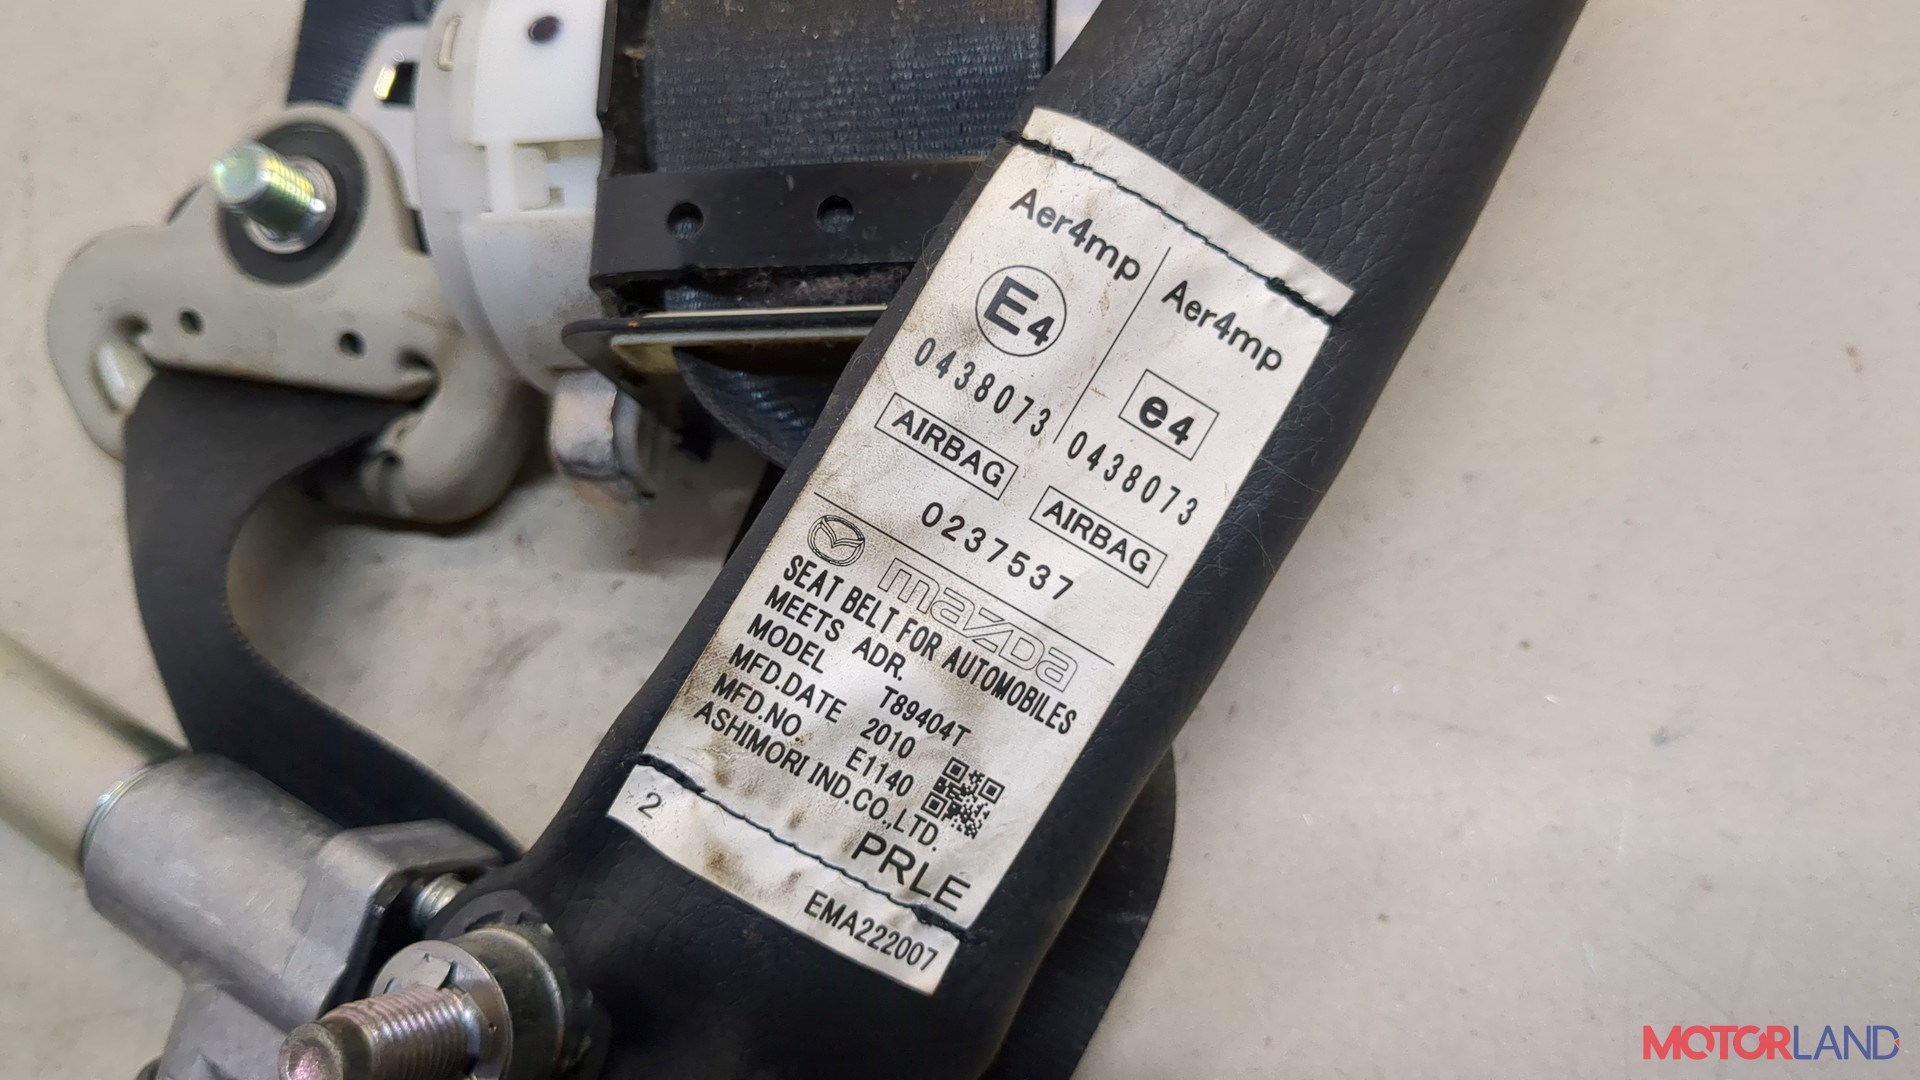 Aer4mp
E4
0438073
AIRBAG
Aer4mp
e4
0438073
AIRBAG
0237537
mazda
SEAT BELT FOR AUTOMOBILES
MEETS ADR.
MODEL T89404T
MFD.DATE 2010
MFD.NO. E1140
ASHIMORI IND.CO.,LTD.
PRLE
2
EMA222007
MOTORLAND